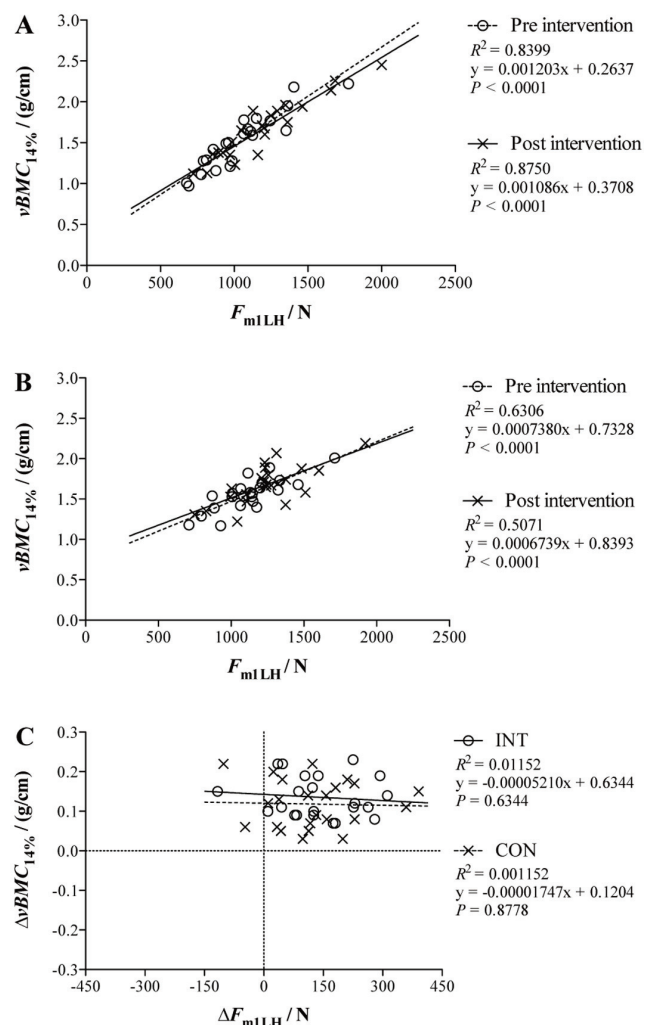 A
vBMC14% / (g/cm)
3.0
2.5
2.0
1.5
1.0
0.5
0.0
0 500 1000 1500 2000 2500
Fm1LH / N
Pre intervention
R² = 0.8399
y = 0.001203x + 0.2637
P < 0.0001
Post intervention
R² = 0.8750
y = 0.001086x + 0.3708
P < 0.0001
B
vBMC14% / (g/cm)
3.0
2.5
2.0
1.5
1.0
0.5
0.0
0 500 1000 1500 2000 2500
Fm1LH / N
Pre intervention
R² = 0.6306
y = 0.0007380x + 0.7328
P < 0.0001
Post intervention
R² = 0.5071
y = 0.0006739x + 0.8393
P < 0.0001
C
ΔvBMC14% / (g/cm)
0.3
0.2
0.1
0.0
-0.1
-0.2
-0.3
-450 -300 -150 0 150 300 450
ΔFm1LH / N
INT
R² = 0.01152
y = -0.00005210x + 0.6344
P = 0.6344
CON
R² = 0.001152
y = -0.00001747x + 0.1204
P = 0.8778